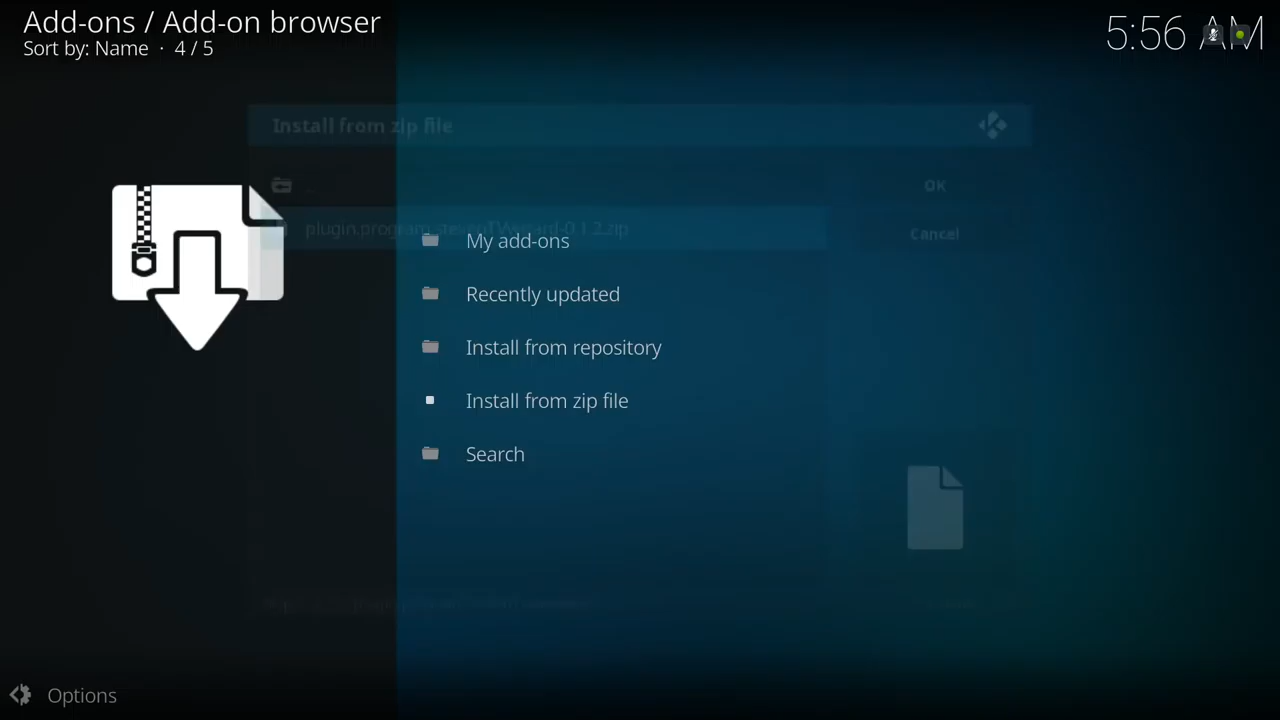 Add-ons / Add-on browser
Sort by: Name · 4 / 5
5:56 AM
Install from zip file
..
OK
Cancel
My add-ons
Recently updated
Install from repository
Install from zip file
Search
Options